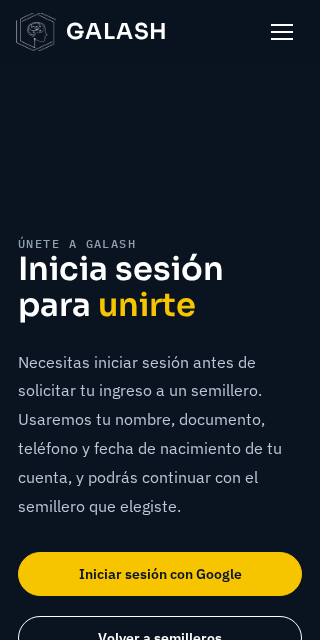 GALASH
ÚNETE A GALASH
Inicia sesión
para unirte
Necesitas iniciar sesión antes de
solicitar tu ingreso a un semillero.
Usaremos tu nombre, documento,
teléfono y fecha de nacimiento de tu
cuenta, y podrás continuar con el
semillero que elegiste.
Iniciar sesión con Google
Volver a semilleros